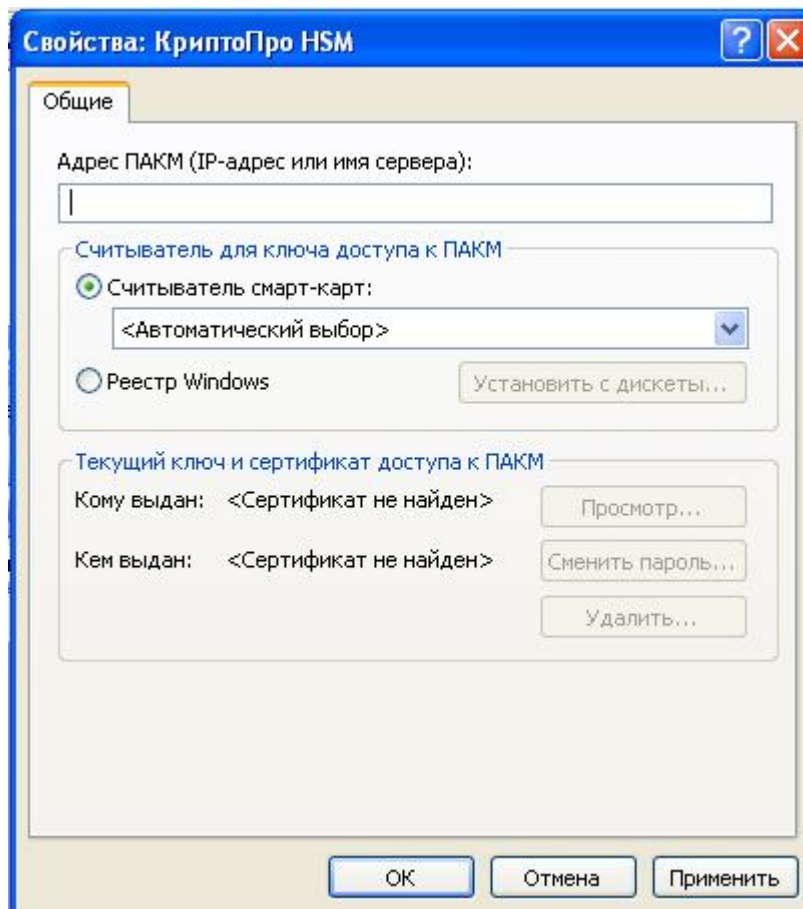 Свойства: КриптоПро HSM
Общие
Адрес ПАКМ (IP-адрес или имя сервера):
Считыватель для ключа доступа к ПАКМ
Считыватель смарт-карт:
<Автоматический выбор>
Реестр Windows
Установить с дискеты...
Текущий ключ и сертификат доступа к ПАКМ
Кому выдан: <Сертификат не найден>
Просмотр...
Кем выдан: <Сертификат не найден>
Сменить пароль...
Удалить...
ОК
Отмена
Применить